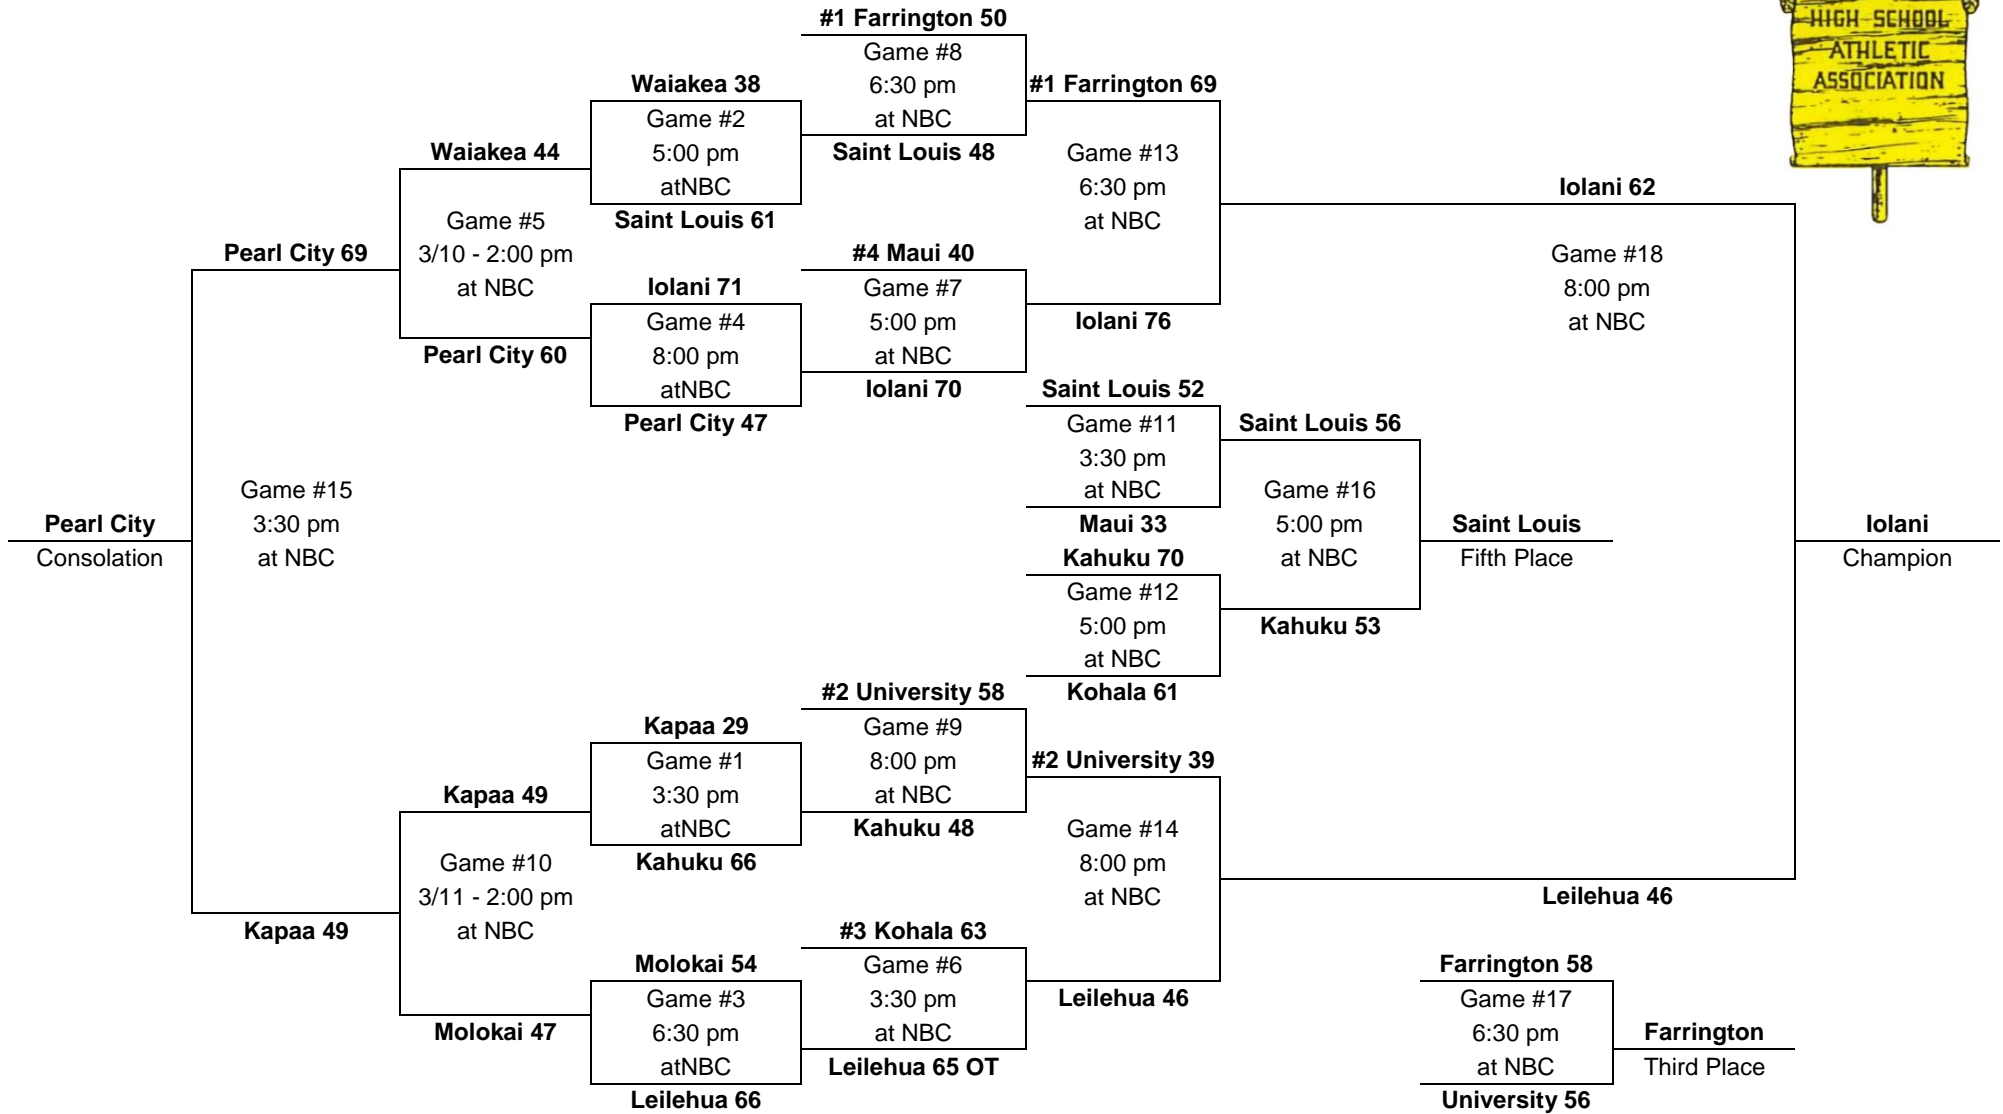 #1 Farrington 50
Game #8
6:30 pm
at NBC
Saint Louis 48
HIGH SCHOOL
ATHLETIC
ASSOCIATION
Waiakea 38
Game #2
5:00 pm
atNBC
Saint Louis 61
#1 Farrington 69
Game #13
6:30 pm
at NBC
Iolani 76
Waiakea 44
Game #5
3/10 - 2:00 pm
at NBC
Pearl City 60
Iolani 62
Game #18
8:00 pm
at NBC
Leilehua 46
Pearl City 69
Game #15
3:30 pm
at NBC
Kapaa 49
#4 Maui 40
Game #7
5:00 pm
at NBC
Iolani 70
Iolani 71
Game #4
8:00 pm
atNBC
Pearl City 47
Saint Louis 52
Game #11
3:30 pm
at NBC
Maui 33
Saint Louis 56
Game #16
5:00 pm
at NBC
Kahuku 53
Pearl City
Consolation
Saint Louis
Fifth Place
Iolani
Champion
Kahuku 70
Game #12
5:00 pm
at NBC
Kohala 61
#2 University 58
Game #9
8:00 pm
at NBC
Kahuku 48
Kapaa 29
Game #1
3:30 pm
atNBC
Kahuku 66
#2 University 39
Game #14
8:00 pm
at NBC
Leilehua 46
Kapaa 49
Game #10
3/11 - 2:00 pm
at NBC
Molokai 47
#3 Kohala 63
Game #6
3:30 pm
at NBC
Leilehua 65 OT
Molokai 54
Game #3
6:30 pm
atNBC
Leilehua 66
Farrington 58
Game #17
6:30 pm
at NBC
University 56
Farrington
Third Place